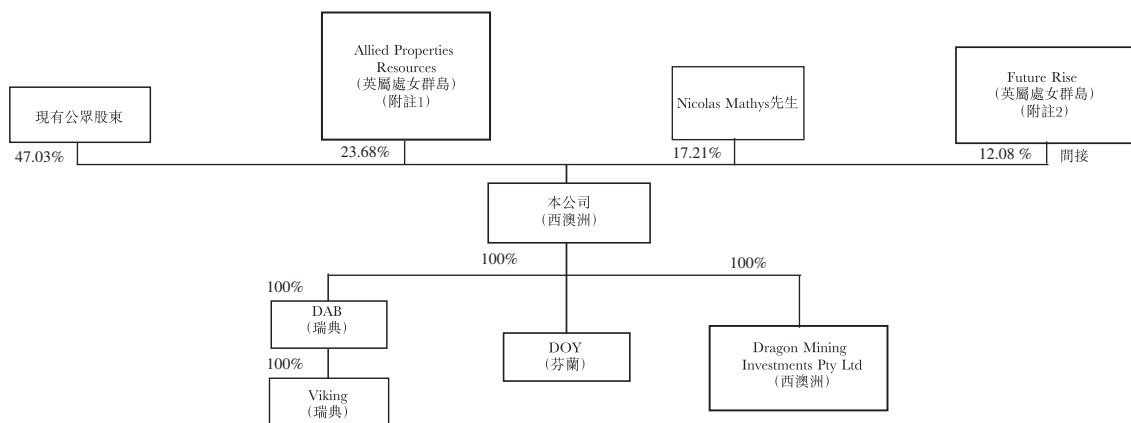 現有公眾股東
Allied Properties
Resources
(英屬處女群島)
(附註1)
Nicolas Mathys先生
Future Rise
(英屬處女群島)
(附註2)
47.03%
23.68%
17.21%
12.08 %
間接
本公司
(西澳洲)
100%
100%
100%
DAB
(瑞典)
DOY
(芬蘭)
Dragon Mining
Investments Pty Ltd
(西澳洲)
100%
Viking
(瑞典)